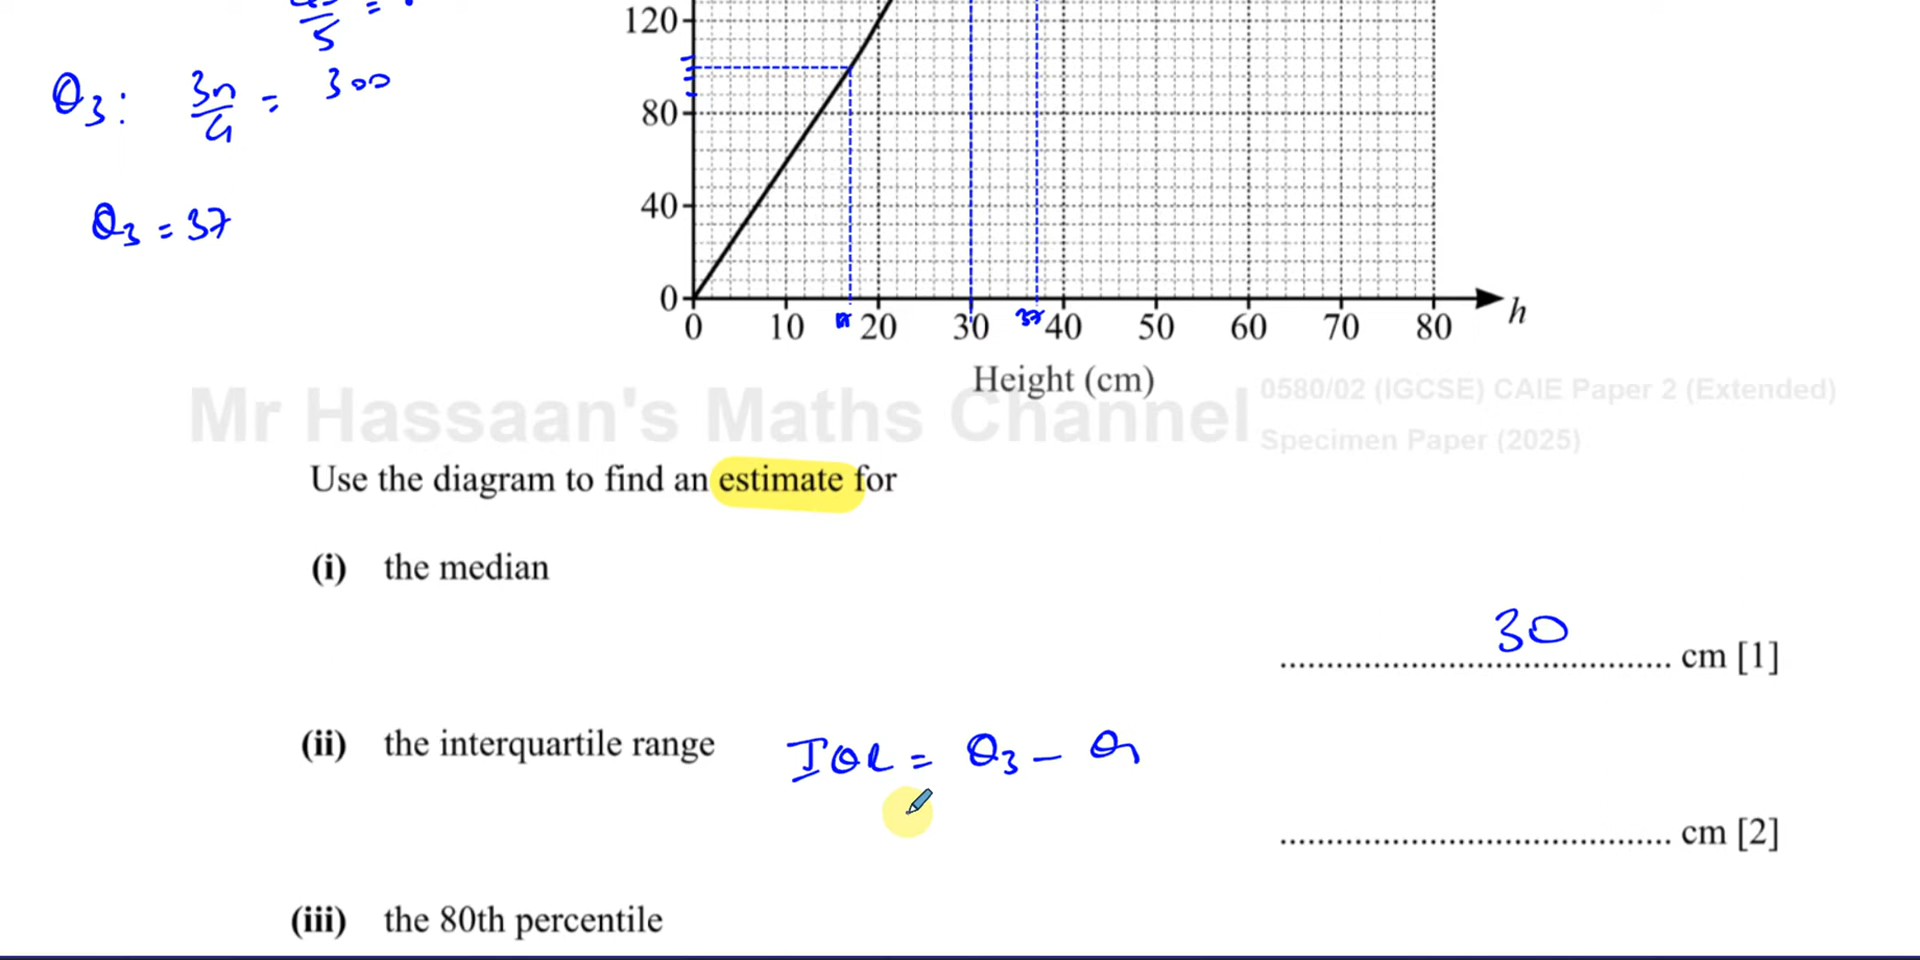 120
5
Q3: 3n/4 = 300
80
Q3 = 37
40
0
0 10 17 20 30 37 40 50 60 70 80 h
Height (cm)
Mr Hassaan's Maths Channel
0580/02 (IGCSE) CAIE Paper 2 (Extended)
Specimen Paper (2025)
Use the diagram to find an estimate for
(i) the median
30
........................................... cm [1]
(ii) the interquartile range IQR = Q3 - Q1
........................................... cm [2]
(iii) the 80th percentile